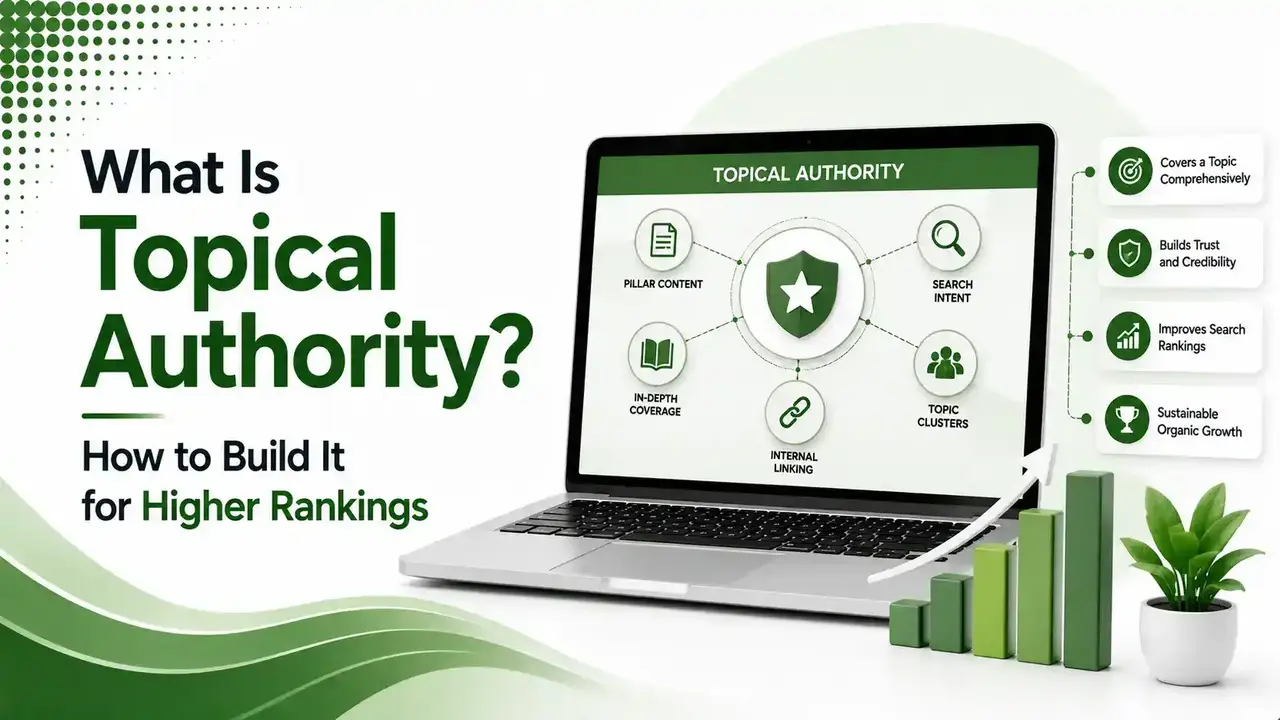 What Is
Topical
Authority?
How to Build It
for Higher Rankings
TOPICAL AUTHORITY
PILLAR CONTENT
SEARCH
INTENT
IN-DEPTH
COVERAGE
TOPIC
CLUSTERS
INTERNAL
LINKING
Covers a Topic
Comprehensively
Builds Trust
and Credibility
Improves Search
Rankings
Sustainable
Organic Growth